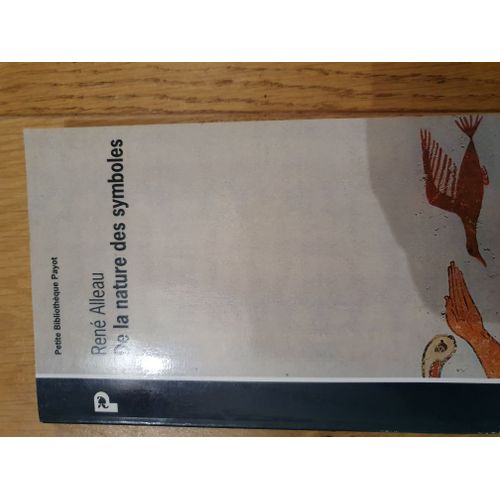 Petite Bibliothèque Payot
René Alleau
De la nature des symboles
P